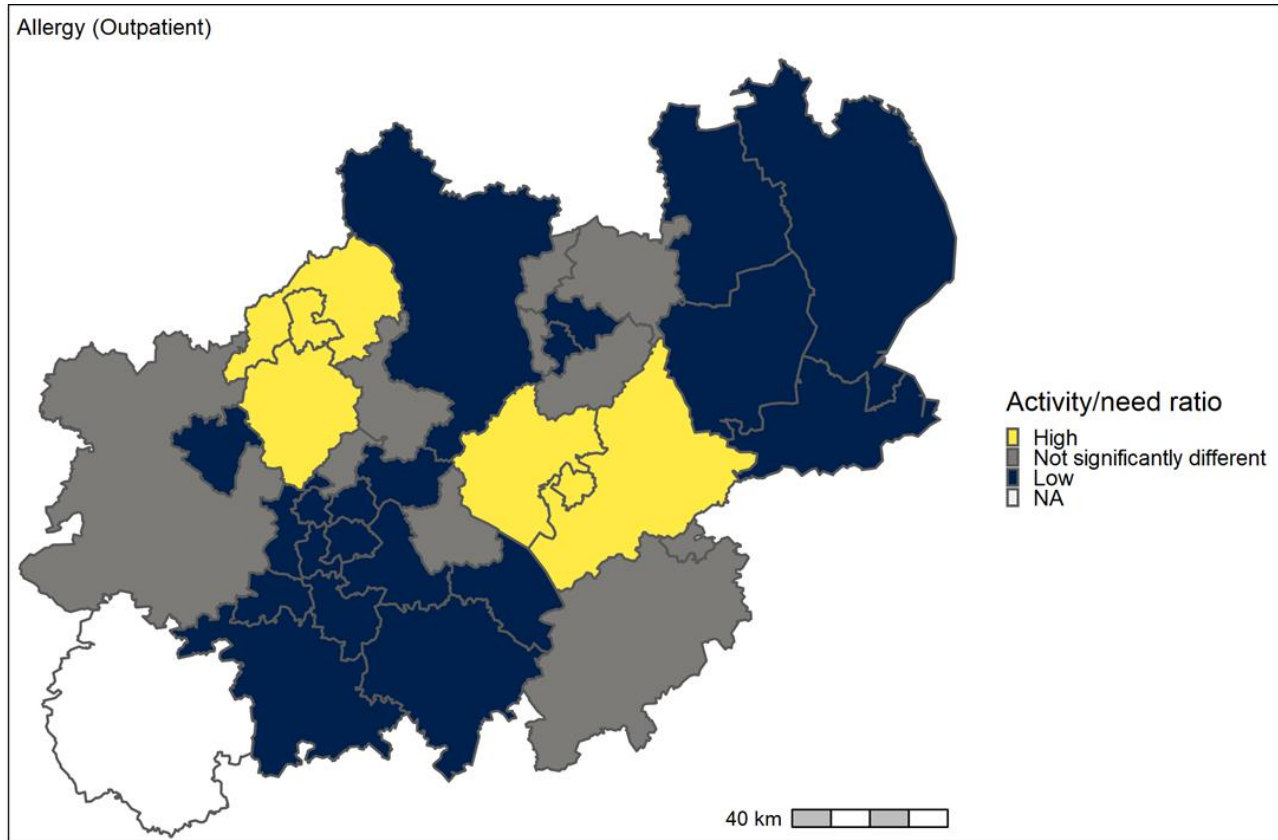 Allergy (Outpatient)
Activity/need ratio
High
Not significantly different
Low
NA
40 km